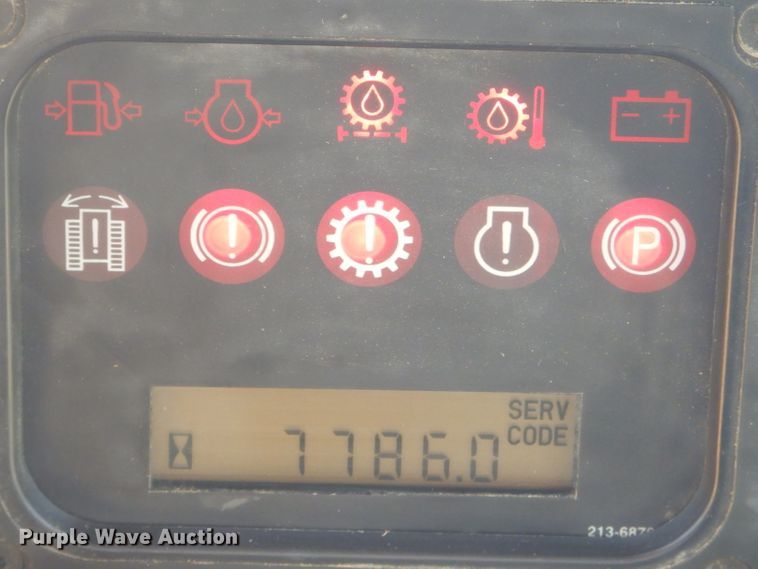 P
SERV
7786.0 CODE
Purple Wave Auction